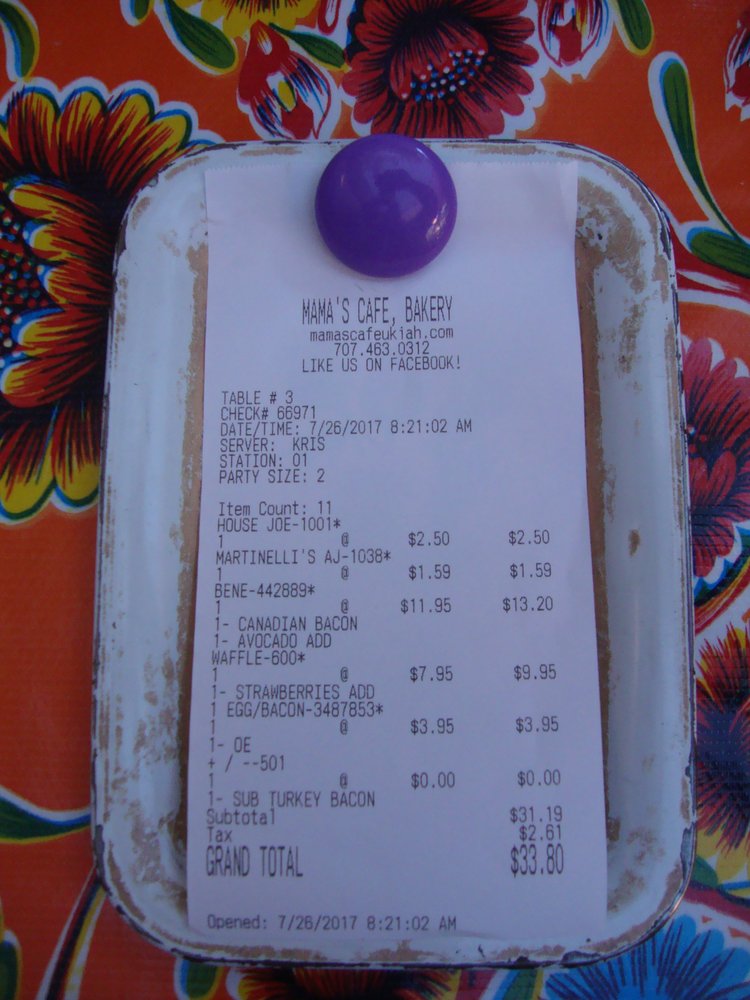 MAMA'S CAFE, BAKERY
mamascafeukiah.com
707.463.0312
LIKE US ON FACEBOOK!
TABLE # 3
CHECK# 66971
DATE/TIME: 7/26/2017 8:21:02 AM
SERVER: KRIS
STATION: 01
PARTY SIZE: 2
Item Count: 11
HOUSE JOE-1001*
1 @ $2.50 $2.50
MARTINELLI'S AJ-1038*
1 @ $1.59 $1.59
BENE-442889*
1 @ $11.95 $13.20
1- CANADIAN BACON
1- AVOCADO ADD
WAFFLE-600*
1 @ $7.95 $9.95
1- STRAWBERRIES ADD
1 EGG/BACON-3487853*
1 @ $3.95 $3.95
1- OE
+ / --501
1 @ $0.00 $0.00
1- SUB TURKEY BACON
Subtotal $31.19
Tax $2.61
GRAND TOTAL $33.80
Opened: 7/26/2017 8:21:02 AM